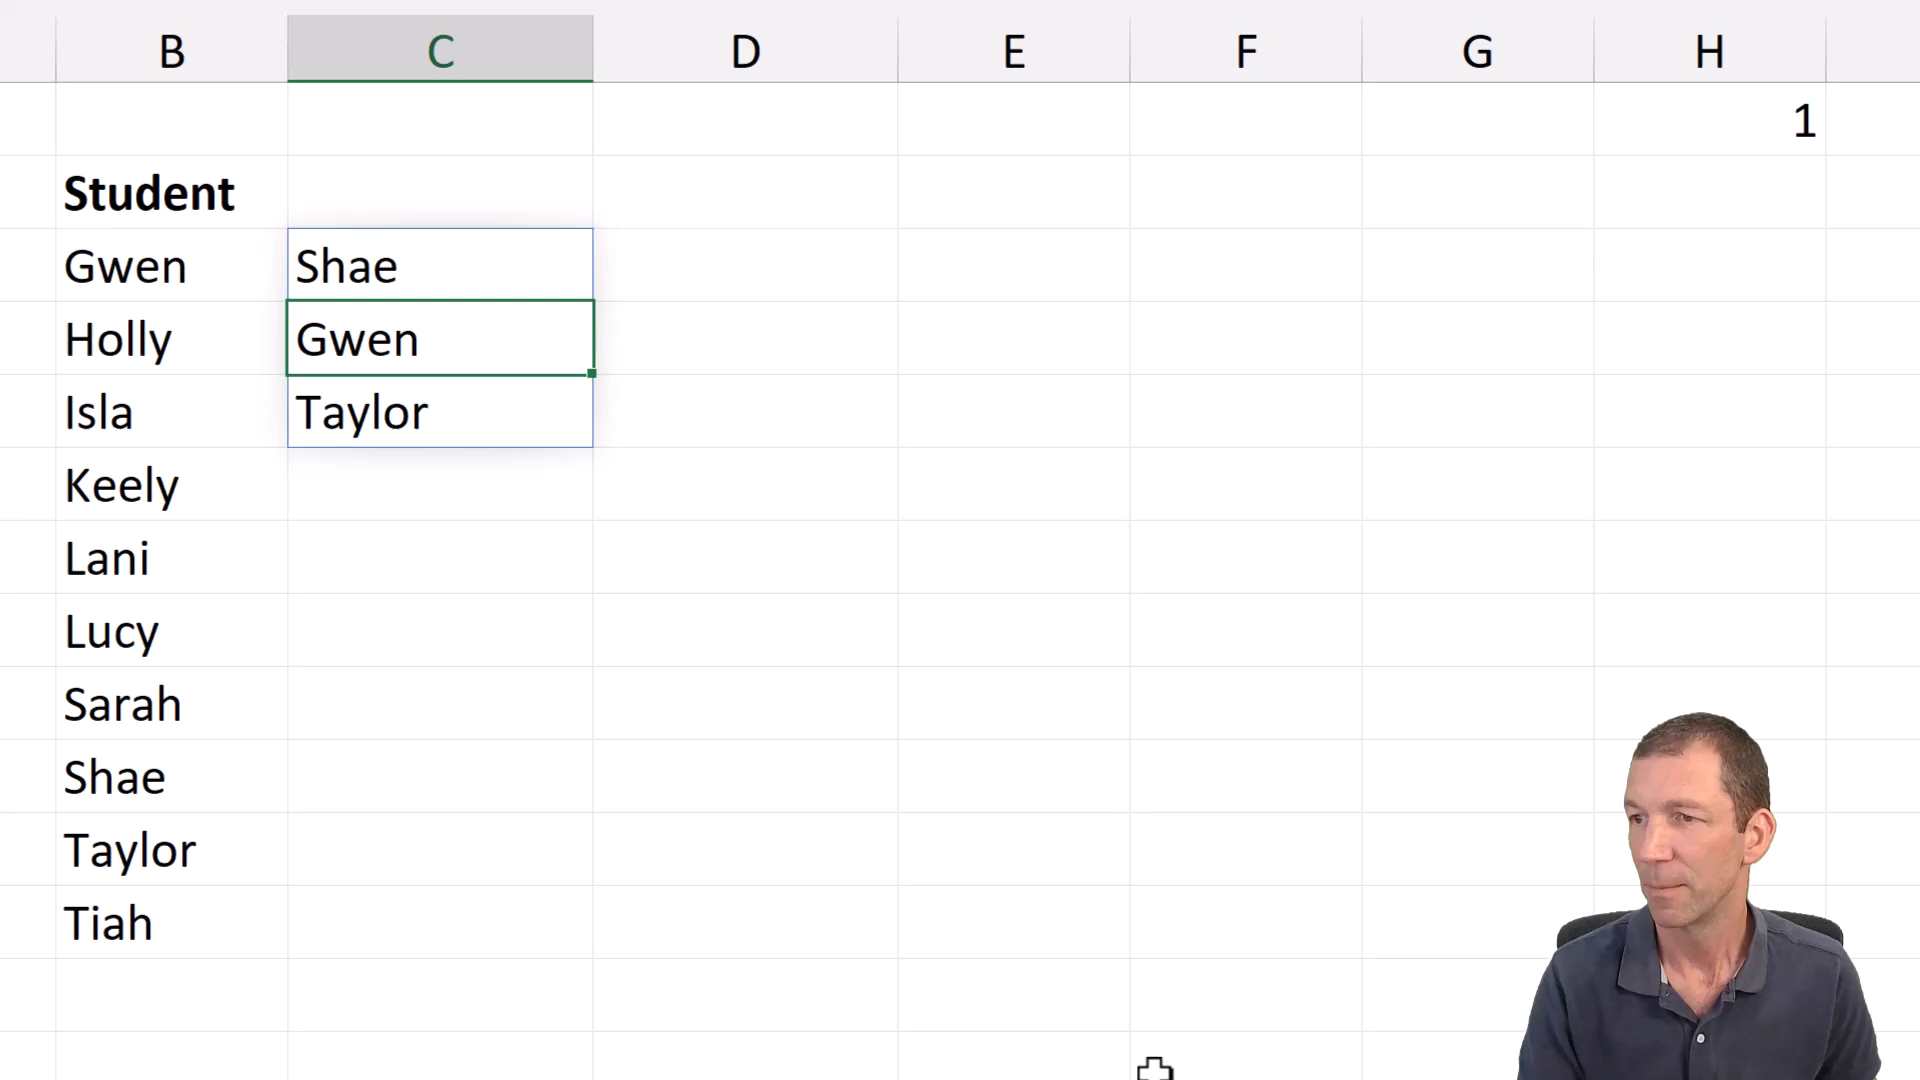 B C D E F G H
1
Student
Gwen Shae
Holly Gwen
Isla Taylor
Keely
Lani
Lucy
Sarah
Shae
Taylor
Tiah